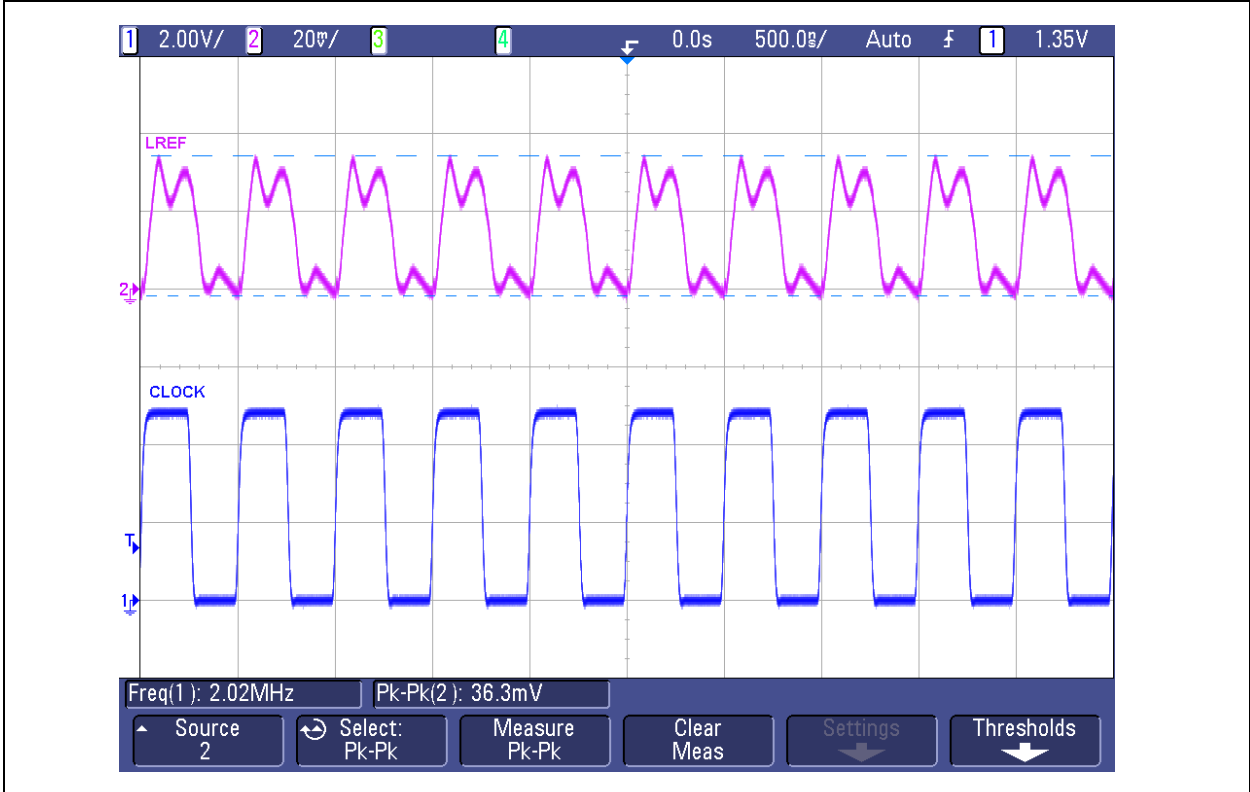 1 2.00V/ 2 20mV/ 3 4 0.0s 500.0ns/ Auto 1 1.35V
LREF
2
CLOCK
T
1
Freq(1): 2.02MHz Pk-Pk(2): 36.3mV
Source Select: Measure Clear Settings Thresholds
2 Pk-Pk Pk-Pk Meas